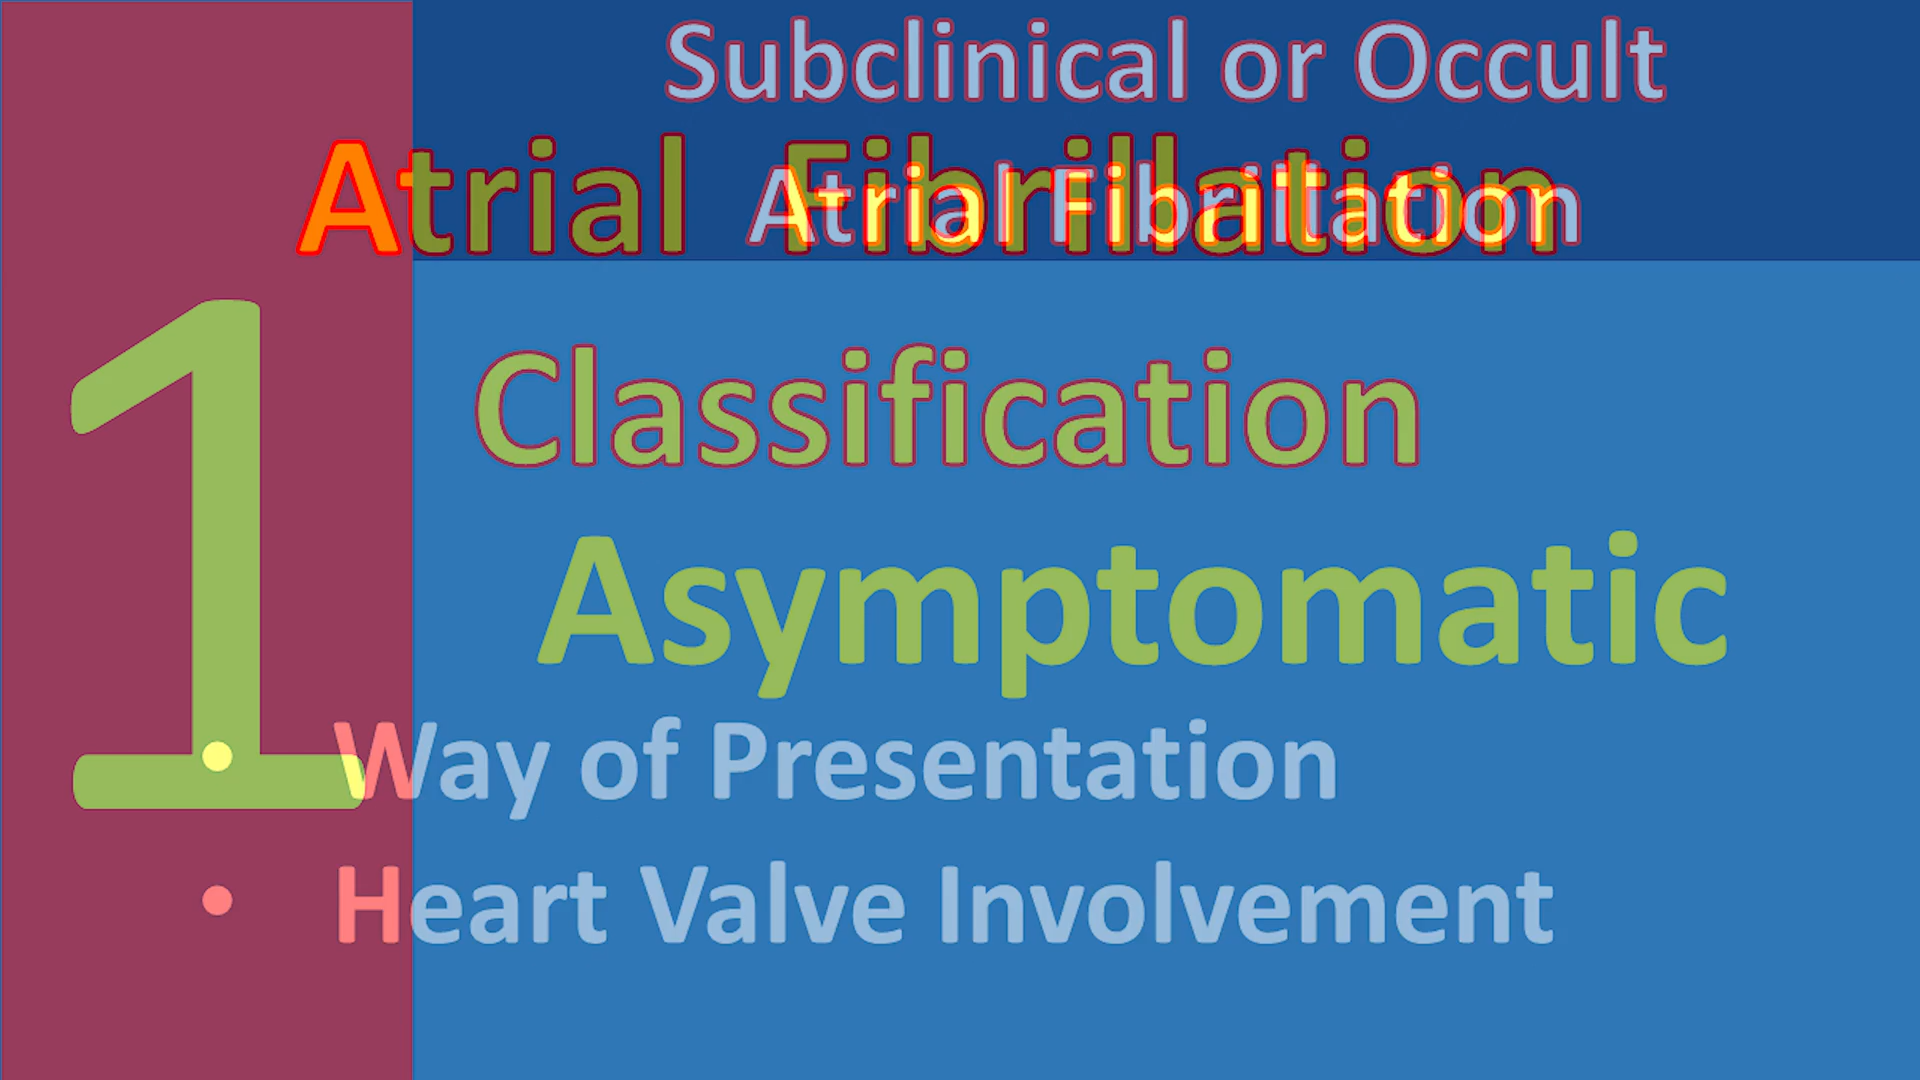 Subclinical or Occult
Atrial Fibrillation
Atrial Fibrillation
1
Classification
Asymptomatic
• Way of Presentation
• Heart Valve Involvement